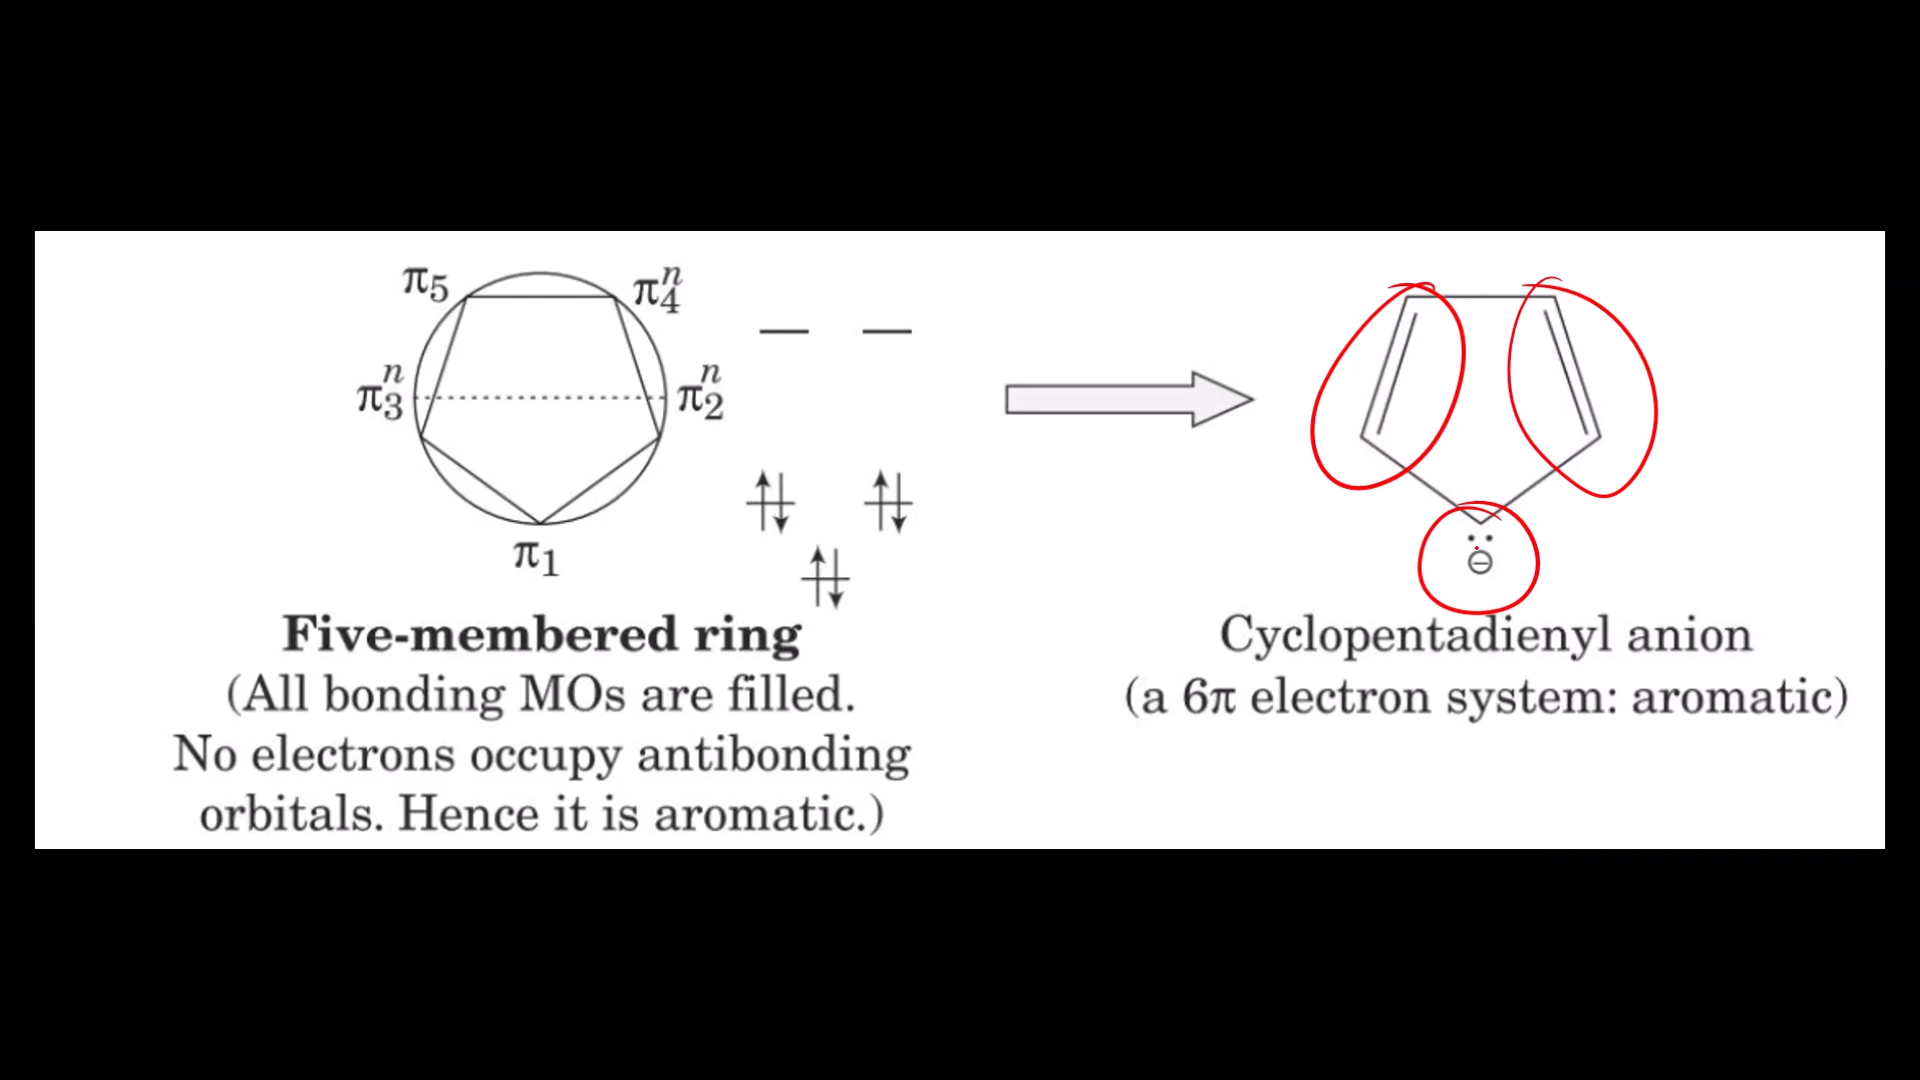 π5
π4ⁿ
π3ⁿ
π2ⁿ
π1
Five-membered ring
(All bonding MOs are filled.
No electrons occupy antibonding
orbitals. Hence it is aromatic.)
⊖
Cyclopentadienyl anion
(a 6π electron system: aromatic)